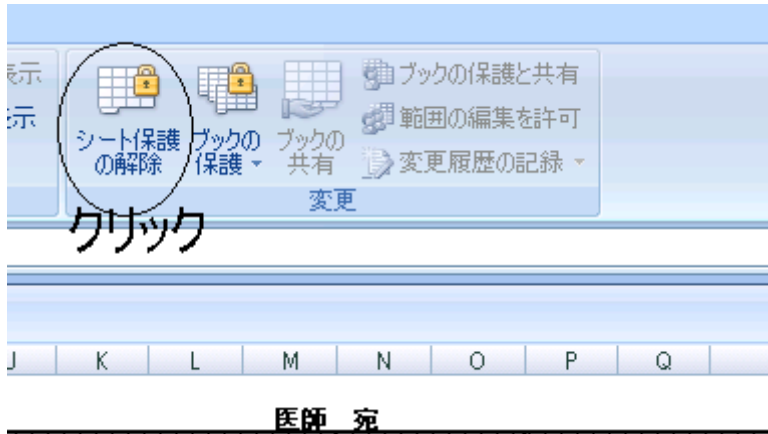 表示
表示
シート保護
の解除
ブックの
保護
ブックの
共有
ブックの保護と共有
範囲の編集を許可
変更履歴の記録
変更
クリック
J K L M N O P Q
医師 宛